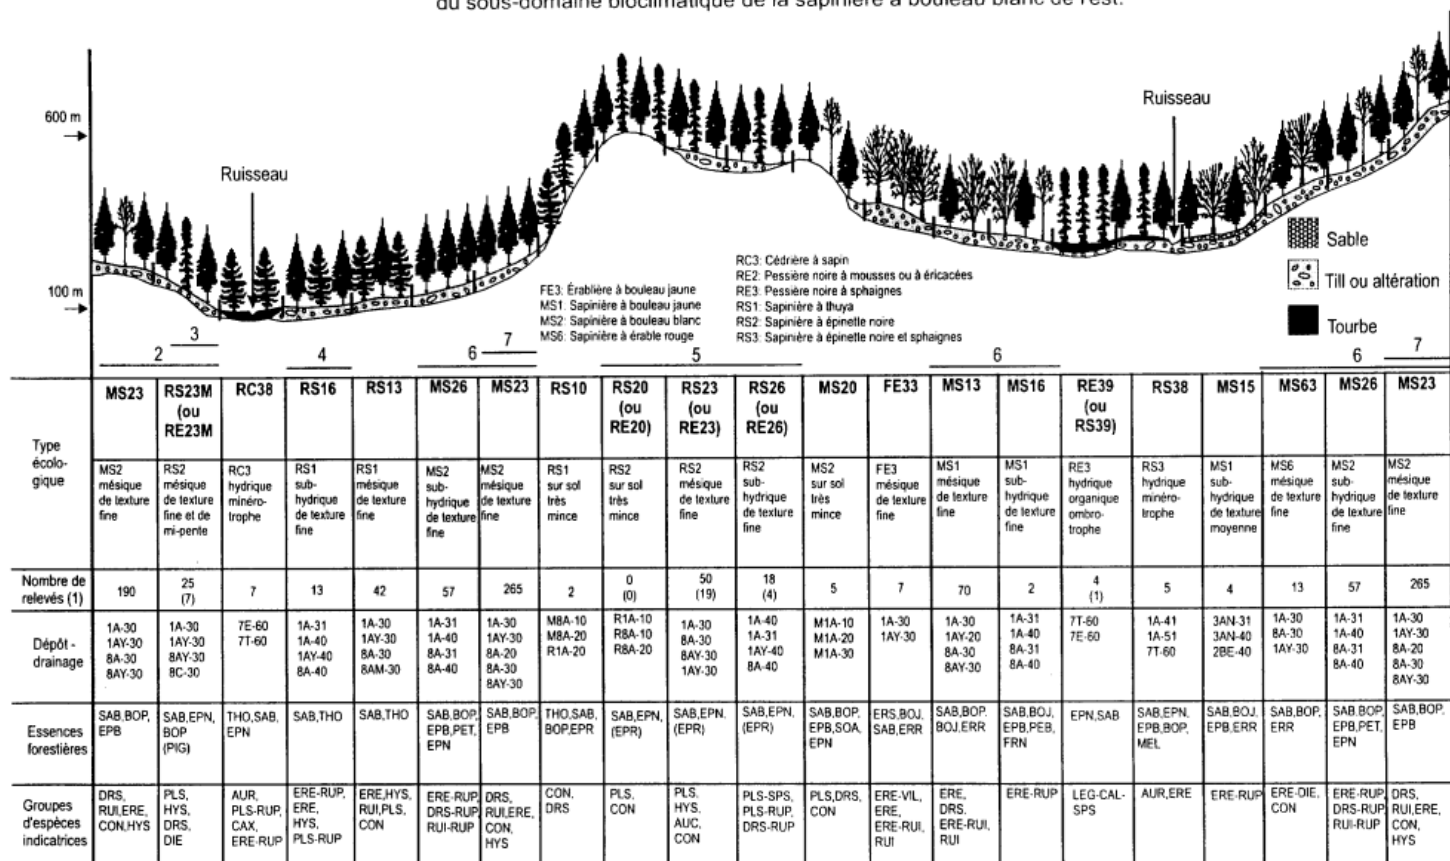 du sous-domaine bioclimatique de la sapinière à bouleau blanc de l'est.
600 m
100 m
Ruisseau
Ruisseau
FE3: Érablière à bouleau jaune
MS1: Sapinière à bouleau jaune
MS2: Sapinière à bouleau blanc
MS6: Sapinière à érable rouge
RC3: Cédrière à sapin
RE2: Pessière noire à mousses ou à éricacées
RE3: Pessière noire à sphaignes
RS1: Sapinière à thuya
RS2: Sapinière à épinette noire
RS3: Sapinière à épinette noire et sphaignes
Sable
Till ou altération
Tourbe
2 3 4 6 7 5 6 6 7
Type écolo-gique
MS23 RS23M (ou RE23M) RC38 RS16 RS13 MS26 MS23 RS10 RS20 (ou RE20) RS23 (ou RE23) RS26 (ou RE26) MS20 FE33 MS13 MS16 RE39 (ou RS39) RS38 MS15 MS63 MS26 MS23
MS2 mésique de texture fine
RS2 mésique de texture fine et de mi-pente
RC3 hydrique minéro-trophe
RS1 sub-hydrique de texture fine
RS1 mésique de texture fine
MS2 sub-hydrique de texture fine
MS2 mésique de texture fine
RS1 sur sol très mince
RS2 sur sol très mince
RS2 mésique de texture fine
RS2 sub-hydrique de texture fine
MS2 sur sol très mince
FE3 mésique de texture fine
MS1 mésique de texture fine
MS1 sub-hydrique de texture fine
RE3 hydrique organique ombro-trophe
RS3 hydrique minéro-trophe
MS1 sub-hydrique de texture moyenne
MS6 mésique de texture fine
MS2 sub-hydrique de texture fine
MS2 mésique de texture fine
Nombre de relevés (1)
190 25 (7) 7 13 42 57 265 2 0 (0) 50 (19) 18 (4) 5 7 70 2 4 (1) 5 4 13 57 265
Dépôt - drainage
1A-30 1AY-30 8A-30 8AY-30
1A-30 1AY-30 8AY-30 8C-30
7E-60 7T-60
1A-31 1A-40 1AY-40 8A-40
1A-30 1AY-30 8A-30 8AM-30
1A-31 1A-40 8A-31 8A-40
1A-30 1AY-30 8A-20 8A-30 8AY-30
M8A-10 M8A-20 R1A-20
R1A-10 R8A-10 R8A-20
1A-30 8A-30 8AY-30 1AY-30
1A-40 1A-31 1AY-40 8A-40
M1A-10 M1A-20 M1A-30
1A-30 1AY-30
1A-30 1AY-20 8A-30 8AY-30
1A-31 1A-40 8A-31 8A-40
7T-60 7E-60
1A-41 1A-51 7T-60
3AN-31 3AN-40 2BE-40
1A-30 8A-30 1AY-30
1A-31 1A-40 8A-31 8A-40
1A-30 1AY-30 8A-20 8A-30 8AY-30
Essences forestières
SAB,BOP, EPB
SAB,EPN, BOP (PIG)
THO,SAB, EPN
SAB,THO
SAB,THO
SAB,BOP, EPB,PET, EPN
SAB,BOP, EPB
THO,SAB, BOP,EPR
SAB,EPN, (EPR)
SAB,EPN. (EPR)
SAB,EPN, (EPR)
SAB,BOP, EPB,SOA, EPN
ERS,BOJ, SAB,ERR
SAB,BOP. BOJ,ERR
SAB,BOJ, EPB,PEB, FRN
EPN,SAB
SAB,EPN, EPB,BOP, MEL
SAB,BOJ, EPB,ERR
SAB,BOP, ERR
SAB,BOP, EPB,PET, EPN
SAB,BOP, EPB
Groupes d'espèces indicatrices
DRS, RUI,ERE, CON,HYS
PLS, HYS, DRS, DIE
AUR, PLS-RUP, CAX, ERE-RUP
ERE-RUP, ERE, HYS, PLS-RUP
ERE,HYS, RUI,PLS, CON
ERE-RUP DRS-RUP RUI-RUP
DRS, RUI,ERE, CON, HYS
CON, DRS
PLS, CON
PLS, HYS, AUC, CON
PLS-SPS, PLS-RUP, DRS-RUP
PLS,DRS, CON
ERE-VIL, ERE, ERE-RUI, RUI
ERE, DRS. ERE-RUI, RUI
ERE-RUP
LEG-CAL-SPS
AUR,ERE
ERE-RUP
ERE-DIE, CON
ERE-RUP DRS-RUP RUI-RUP
DRS, RUI,ERE, CON, HYS